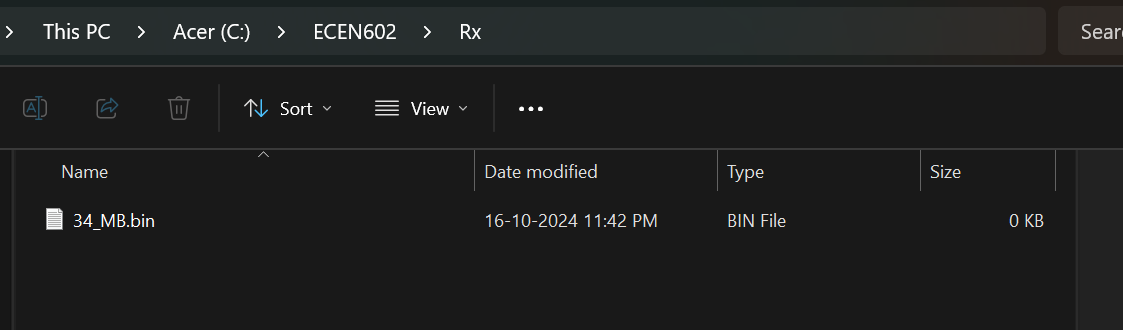 This PC > Acer (C:) > ECEN602 > Rx
Sear
Sort View
Name Date modified Type Size
34_MB.bin 16-10-2024 11:42 PM BIN File 0 KB